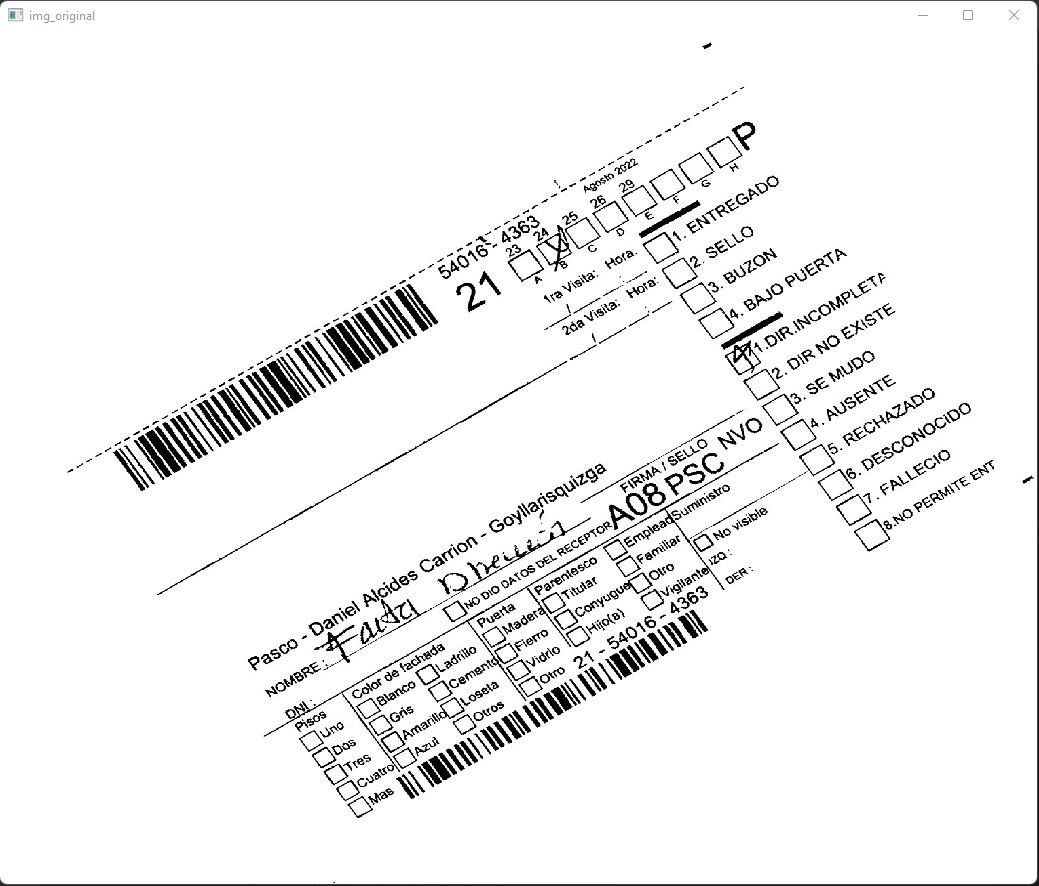 img_original
54016 - 4363
21
Agosto 2022
23 24 25 26 29
A B C D E F G H
P
1ra Visita: Hora:
2da Visita: Hora:
1. ENTREGADO
2. SELLO
3. BUZON
4. BAJO PUERTA
1.DIR.INCOMPLETA
2. DIR NO EXISTE
3. SE MUDO
4. AUSENTE
5. RECHAZADO
6. DESCONOCIDO
7. FALLECIO
8.NO PERMITE ENT
Pasco - Daniel Alcides Carrion - Goyllarisquizga
A08 PSC NVO
FIRMA / SELLO
NOMBRE: Falta
DNI:
NO DIO DATOS DEL RECEPTOR
Pisos
Uno
Dos
Tres
Cuatro
Mas
Color de fachada
Blanco
Gris
Amarillo
Azul
Ladrillo
Cemento
Loseta
Otros
Puerta
Madera
Fierro
Vidrio
Otro
Parentesco
Titular
Conyugue
Hijo(a)
Empleado
Familiar
Otro
Vigilante
Suministro
No visible
IZQ.:
DER.:
21 - 54016 - 4363